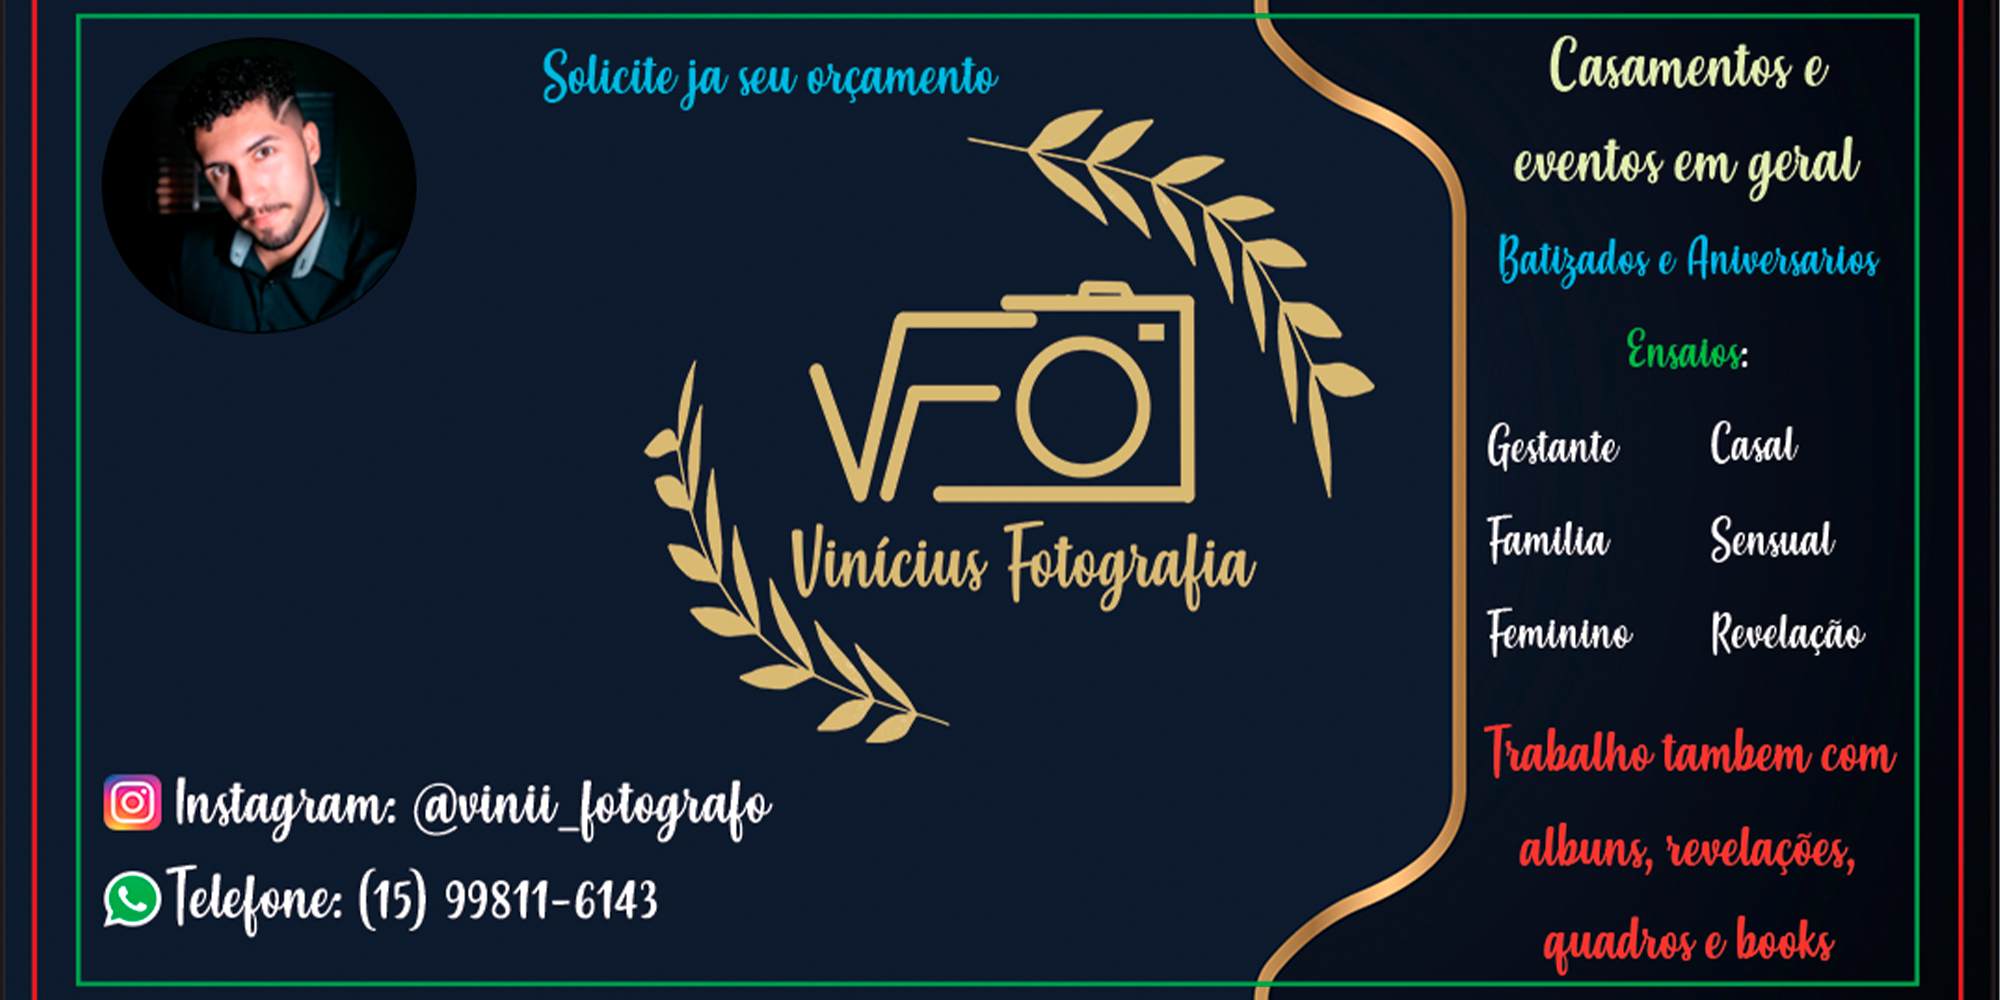 Solicite ja seu orçamento
VF
Vinícius Fotografia
Instagram: @vinii_fotografo
Telefone: (15) 99811-6143
Casamentos e
eventos em geral
Batizados e Aniversarios
Ensaios:
Gestante Casal
Familia Sensual
Feminino Revelação
Trabalho tambem com
albuns, revelações,
quadros e books